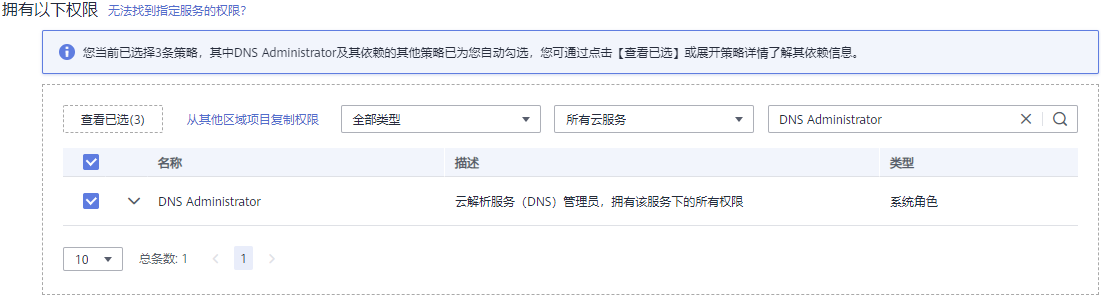 拥有以下权限 无法找到指定服务的权限?
您当前已选择3条策略，其中DNS Administrator及其依赖的其他策略已为您自动勾选，您可通过点击【查看已选】或展开策略详情了解其依赖信息。
查看已选(3) 从其他区域项目复制权限 全部类型 所有云服务 DNS Administrator
名称 描述 类型
DNS Administrator 云解析服务（DNS）管理员，拥有该服务下的所有权限 系统角色
10 总条数: 1 1